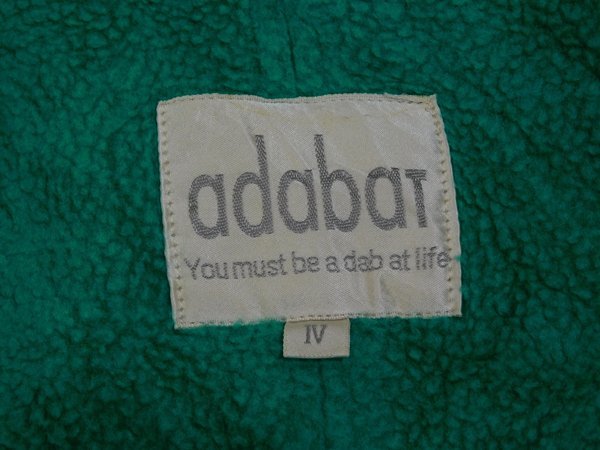 adabaT
You must be a dab at life
IV